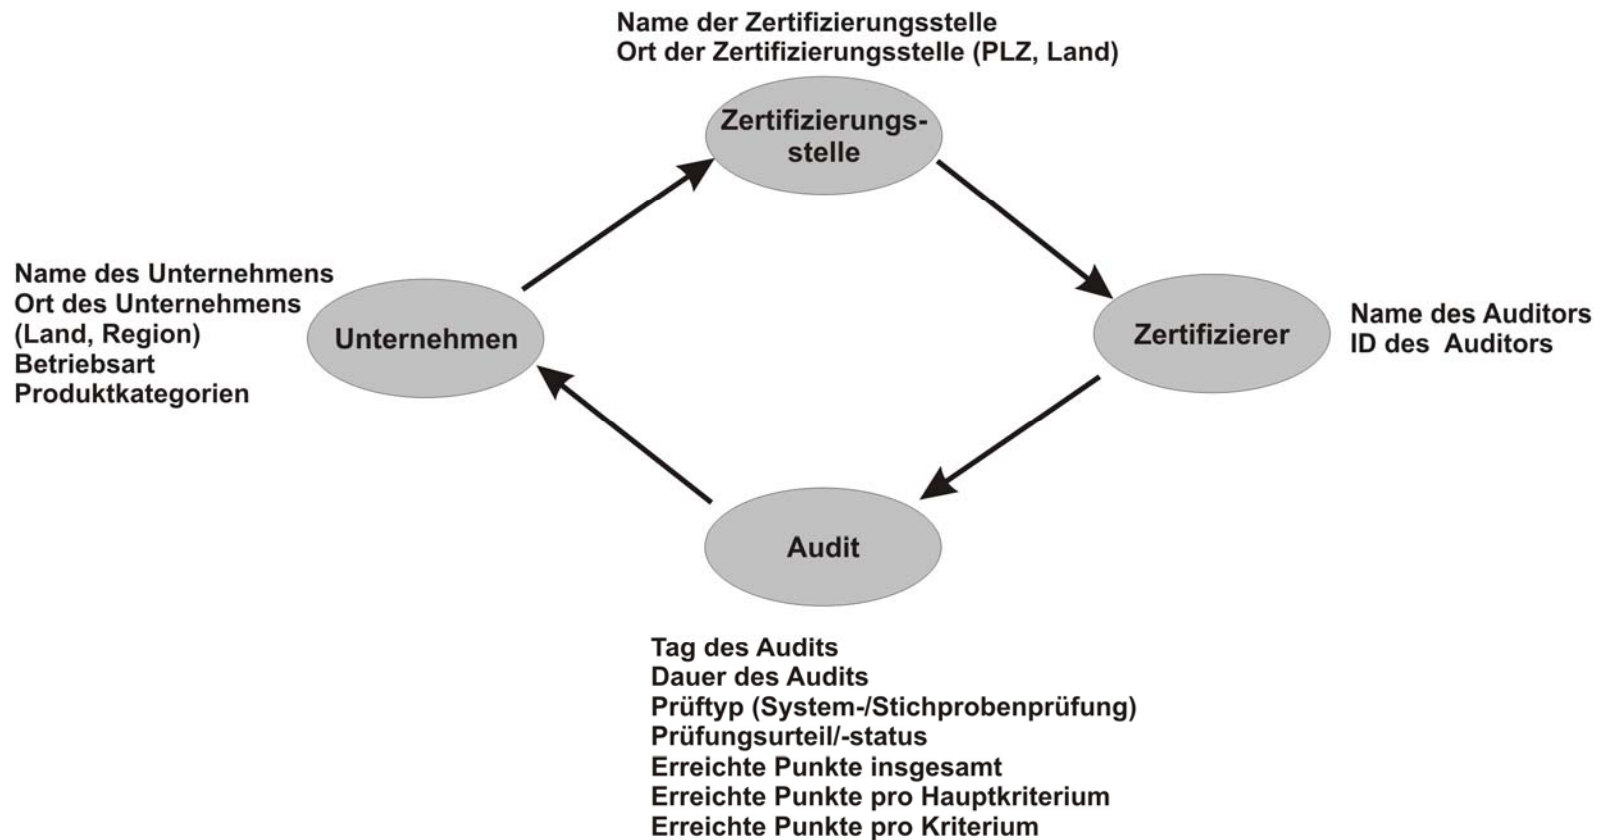 Name der Zertifizierungsstelle
Ort der Zertifizierungsstelle (PLZ, Land)
Zertifizierungs-
stelle
Name des Unternehmens
Ort des Unternehmens
(Land, Region)
Betriebsart
Produktkategorien
Unternehmen
Zertifizierer
Name des Auditors
ID des Auditors
Audit
Tag des Audits
Dauer des Audits
Prüftyp (System-/Stichprobenprüfung)
Prüfungsurteil/-status
Erreichte Punkte insgesamt
Erreichte Punkte pro Hauptkriterium
Erreichte Punkte pro Kriterium